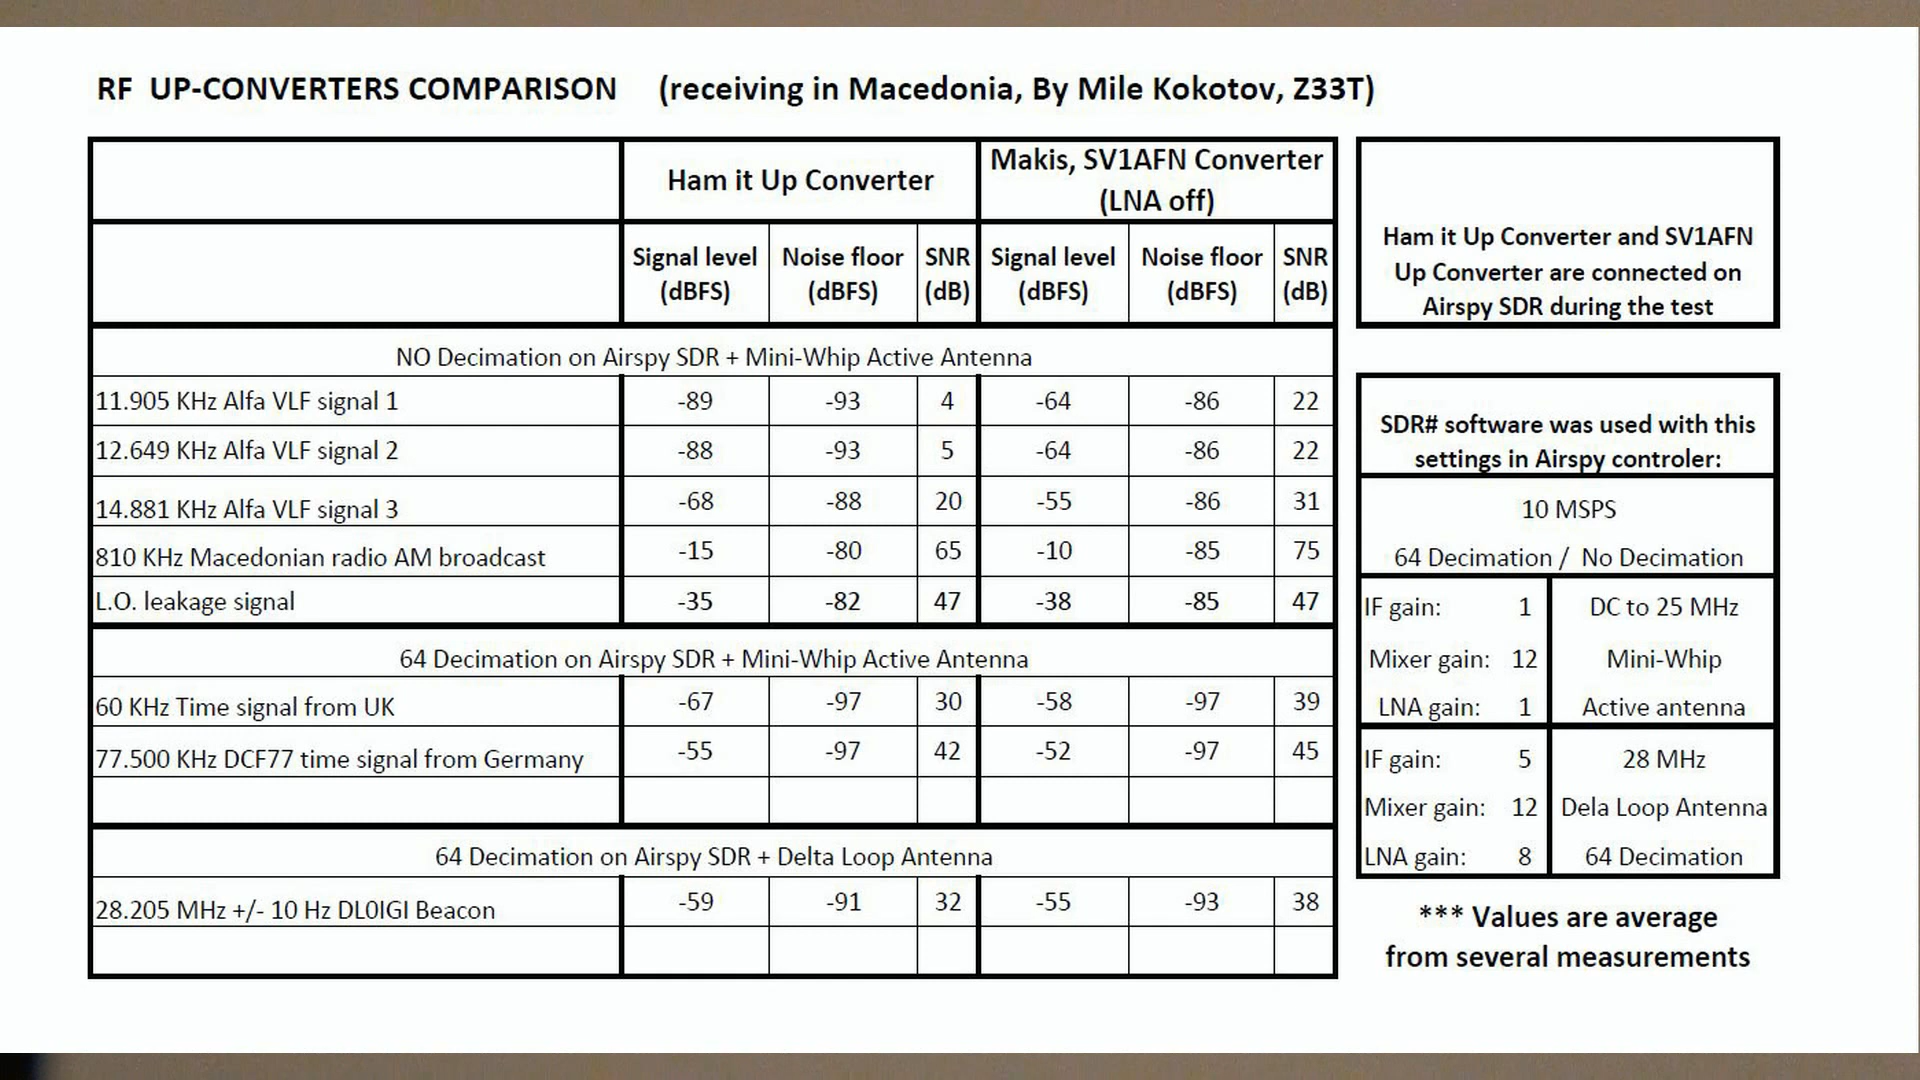 RF UP-CONVERTERS COMPARISON (receiving in Macedonia, By Mile Kokotov, Z33T)
Ham it Up Converter
Makis, SV1AFN Converter
(LNA off)
Signal level (dBFS)
Noise floor (dBFS)
SNR (dB)
Signal level (dBFS)
Noise floor (dBFS)
SNR (dB)
NO Decimation on Airspy SDR + Mini-Whip Active Antenna
11.905 KHz Alfa VLF signal 1 -89 -93 4 -64 -86 22
12.649 KHz Alfa VLF signal 2 -88 -93 5 -64 -86 22
14.881 KHz Alfa VLF signal 3 -68 -88 20 -55 -86 31
810 KHz Macedonian radio AM broadcast -15 -80 65 -10 -85 75
L.O. leakage signal -35 -82 47 -38 -85 47
64 Decimation on Airspy SDR + Mini-Whip Active Antenna
60 KHz Time signal from UK -67 -97 30 -58 -97 39
77.500 KHz DCF77 time signal from Germany -55 -97 42 -52 -97 45
64 Decimation on Airspy SDR + Delta Loop Antenna
28.205 MHz +/- 10 Hz DL0IGI Beacon -59 -91 32 -55 -93 38
Ham it Up Converter and SV1AFN
Up Converter are connected on
Airspy SDR during the test
SDR# software was used with this
settings in Airspy controler:
10 MSPS
64 Decimation / No Decimation
IF gain: 1 DC to 25 MHz
Mixer gain: 12 Mini-Whip
LNA gain: 1 Active antenna
IF gain: 5 28 MHz
Mixer gain: 12 Dela Loop Antenna
LNA gain: 8 64 Decimation
*** Values are average
from several measurements